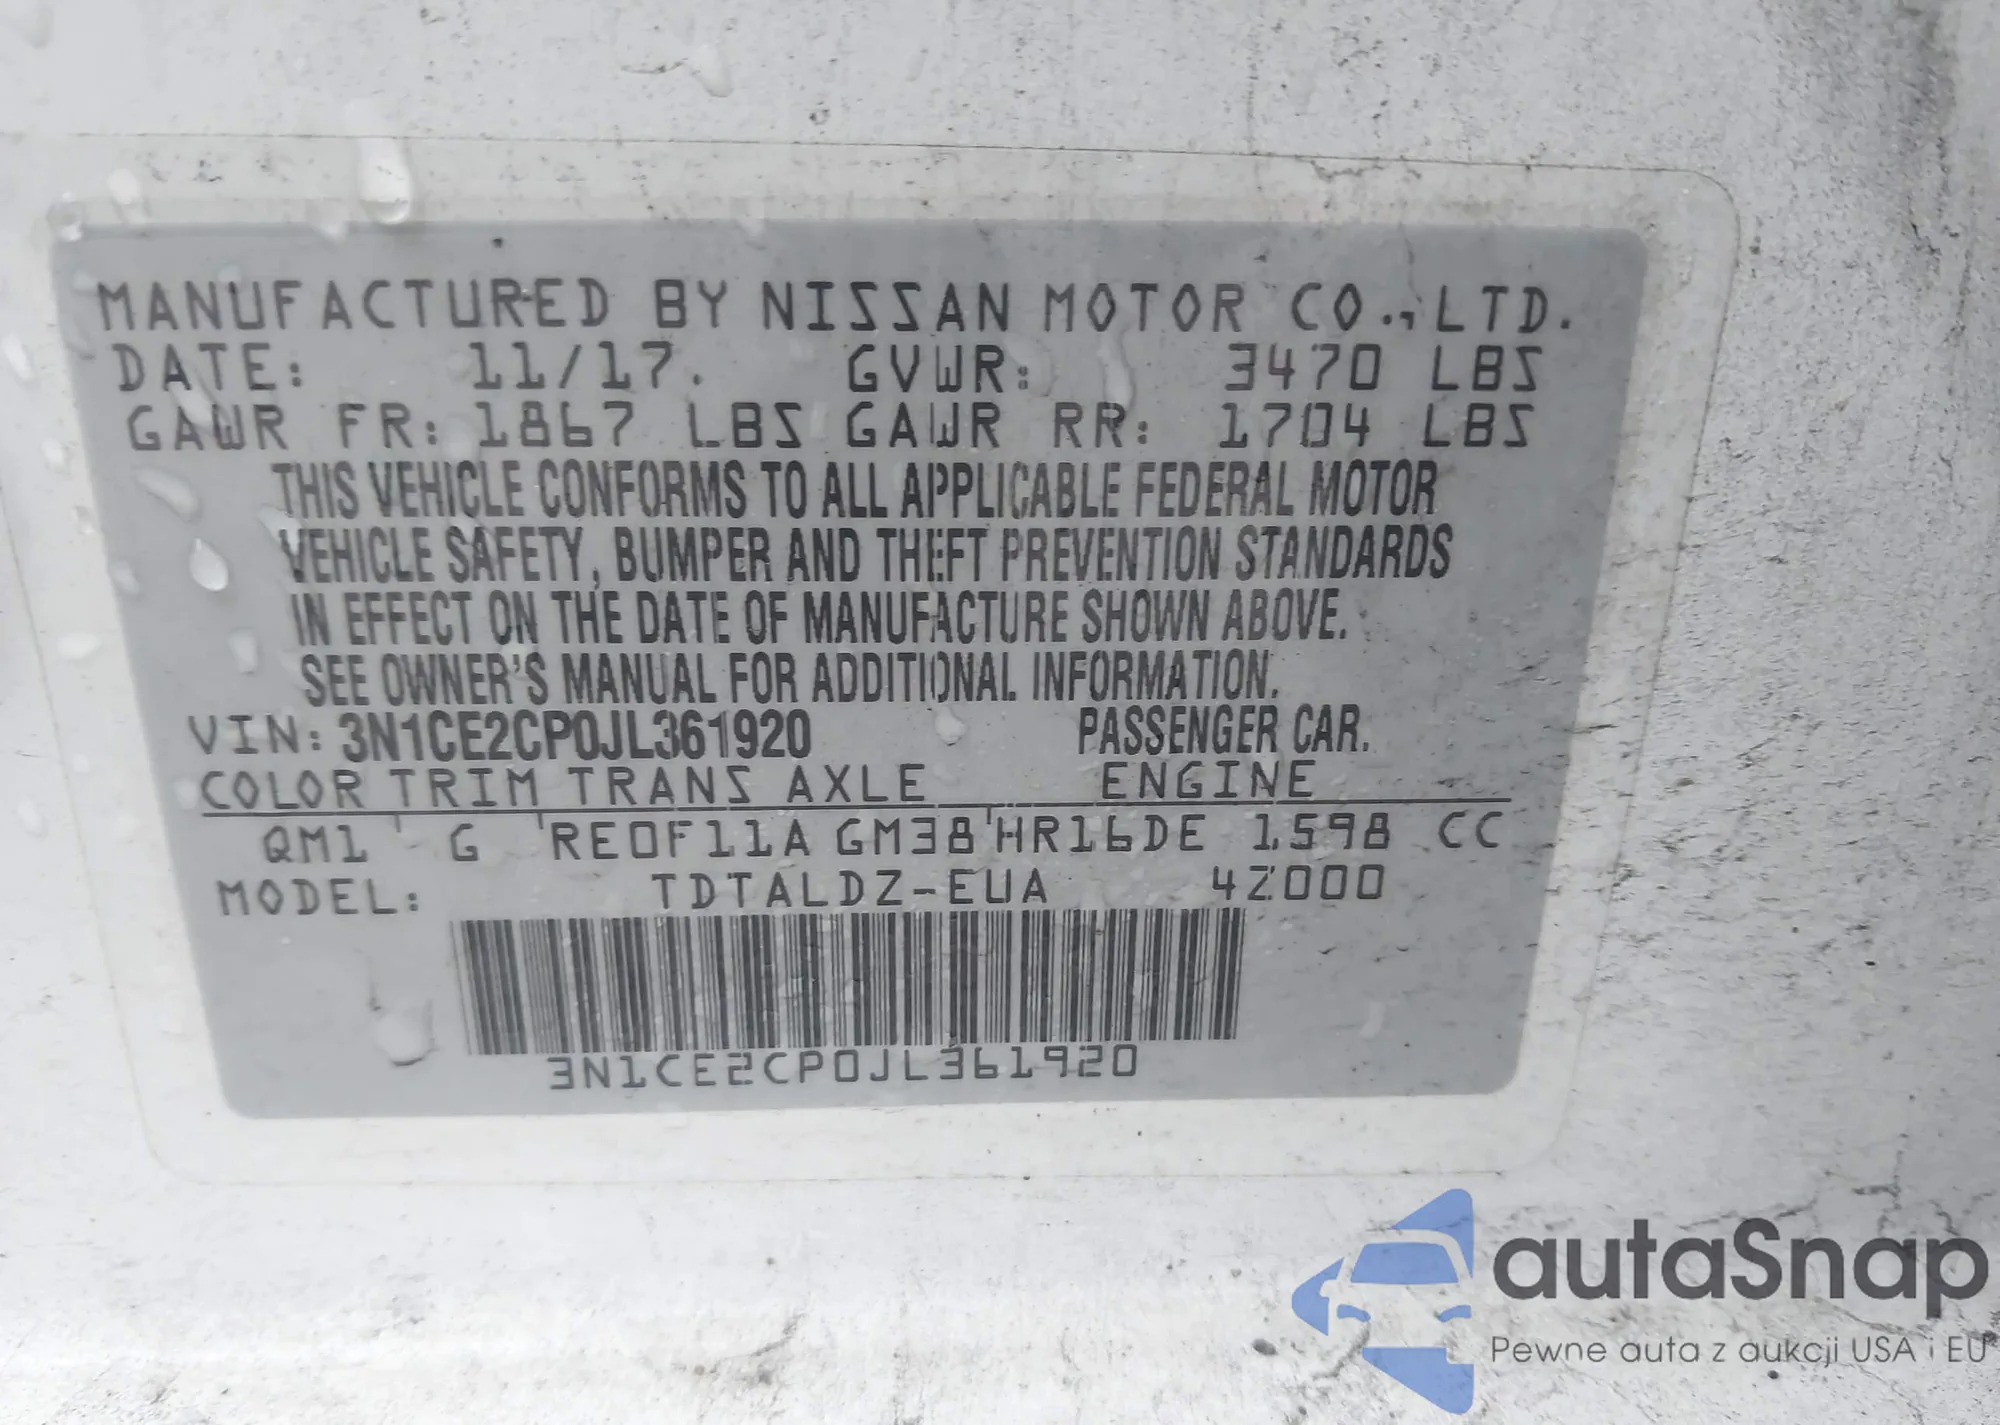 MANUFACTURED BY NISSAN MOTOR CO., LTD.
DATE: 11/17. GVWR: 3470 LBS
GAWR FR: 1867 LBS GAWR RR: 1704 LBS
THIS VEHICLE CONFORMS TO ALL APPLICABLE FEDERAL MOTOR
VEHICLE SAFETY, BUMPER AND THEFT PREVENTION STANDARDS
IN EFFECT ON THE DATE OF MANUFACTURE SHOWN ABOVE.
SEE OWNER'S MANUAL FOR ADDITIONAL INFORMATION.
VIN: 3N1CE2CP0JL361920 PASSENGER CAR.
COLOR TRIM TRANS AXLE ENGINE
QM1 G RE0F11A GM38 HR16DE 1.598 CC
MODEL: TDTALDZ-EUA 4Z000
3N1CE2CP0JL361920
autaSnap
Pewne auta z aukcji USA i EU